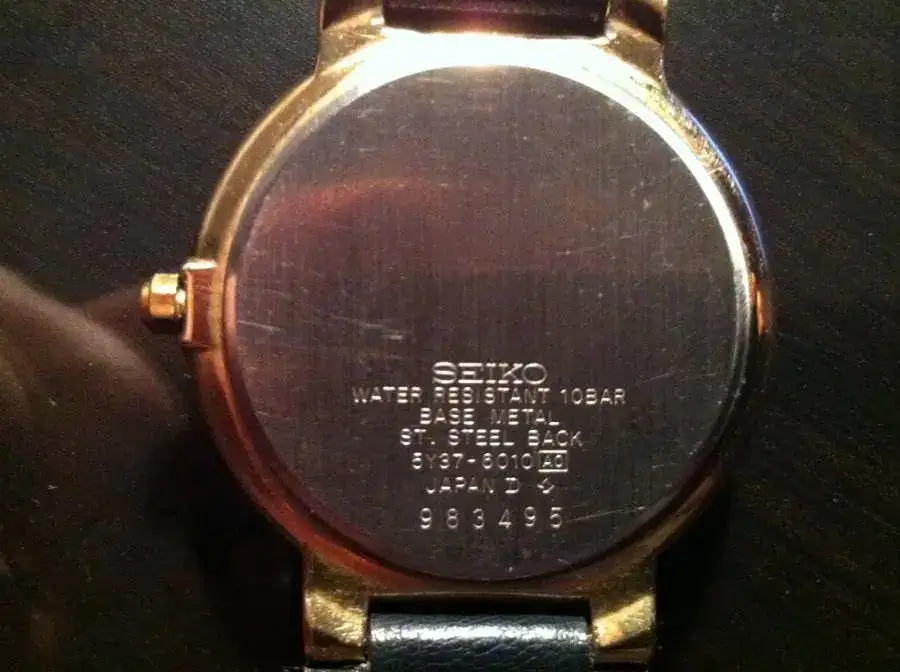 SEIKO
WATER RESISTANT 10BAR
BASE METAL
ST. STEEL BACK
5Y37-6010 A0
JAPAN D
983495